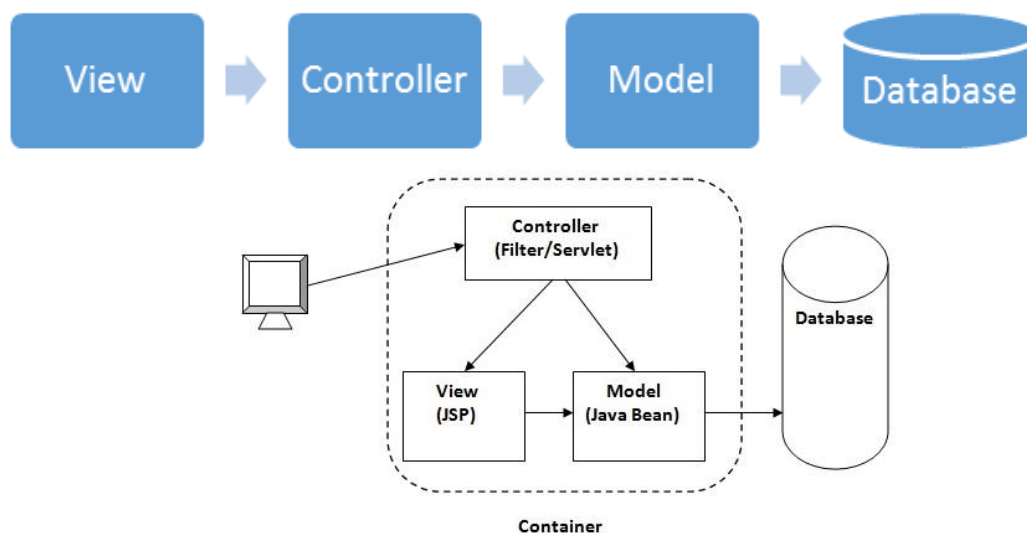 View
Controller
Model
Database
Controller
(Filter/Servlet)
Database
View
(JSP)
Model
(Java Bean)
Container